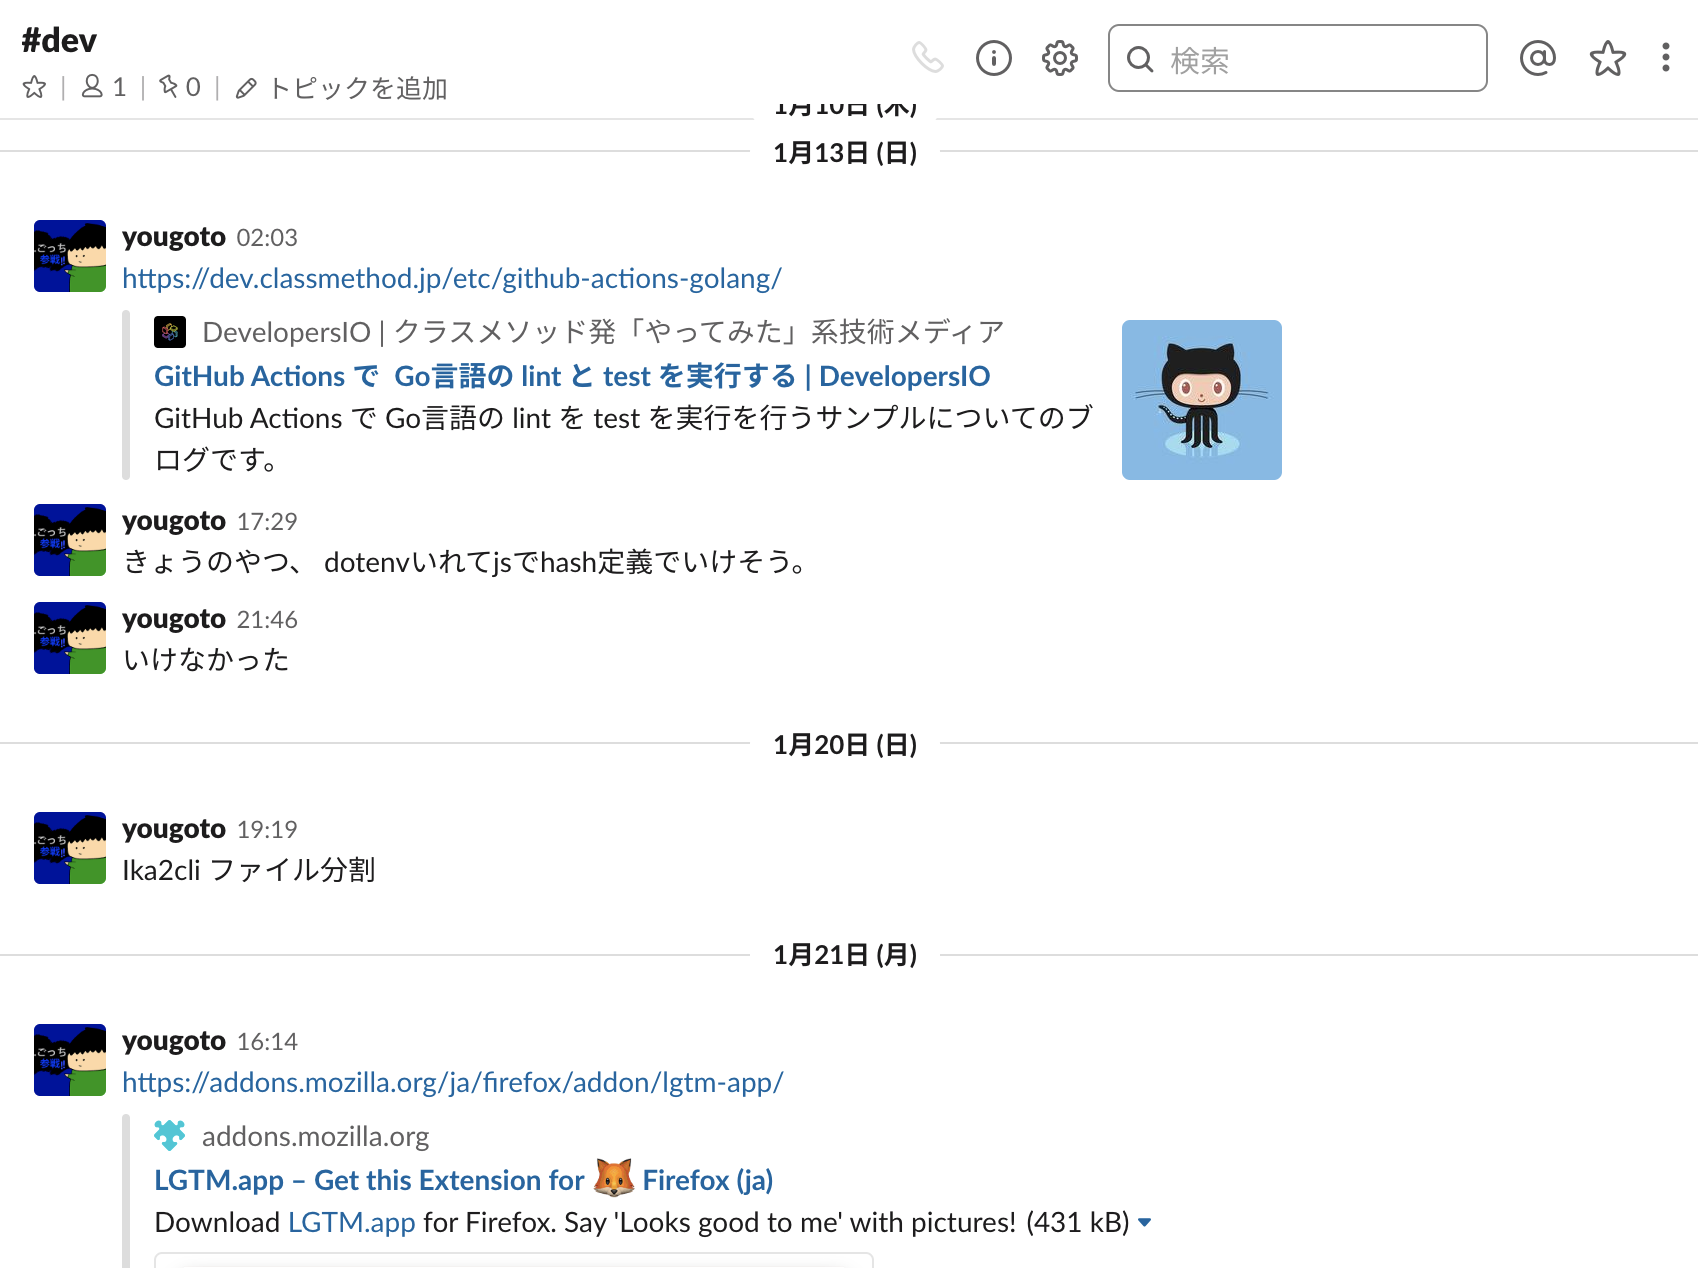 #dev
1
0
トピックを追加
検索
1月10日 (木)
1月13日 (日)
yougoto 02:03
https://dev.classmethod.jp/etc/github-actions-golang/
DevelopersIO | クラスメソッド発「やってみた」系技術メディア
GitHub Actions で Go言語の lint と test を実行する | DevelopersIO
GitHub Actions で Go言語の lint を test を実行を行うサンプルについてのブ
ログです。
yougoto 17:29
きょうのやつ、 dotenvいれてjsでhash定義でいけそう。
yougoto 21:46
いけなかった
1月20日 (日)
yougoto 19:19
Ika2cli ファイル分割
1月21日 (月)
yougoto 16:14
https://addons.mozilla.org/ja/firefox/addon/lgtm-app/
addons.mozilla.org
LGTM.app – Get this Extension for 🦊 Firefox (ja)
Download LGTM.app for Firefox. Say 'Looks good to me' with pictures! (431 kB)